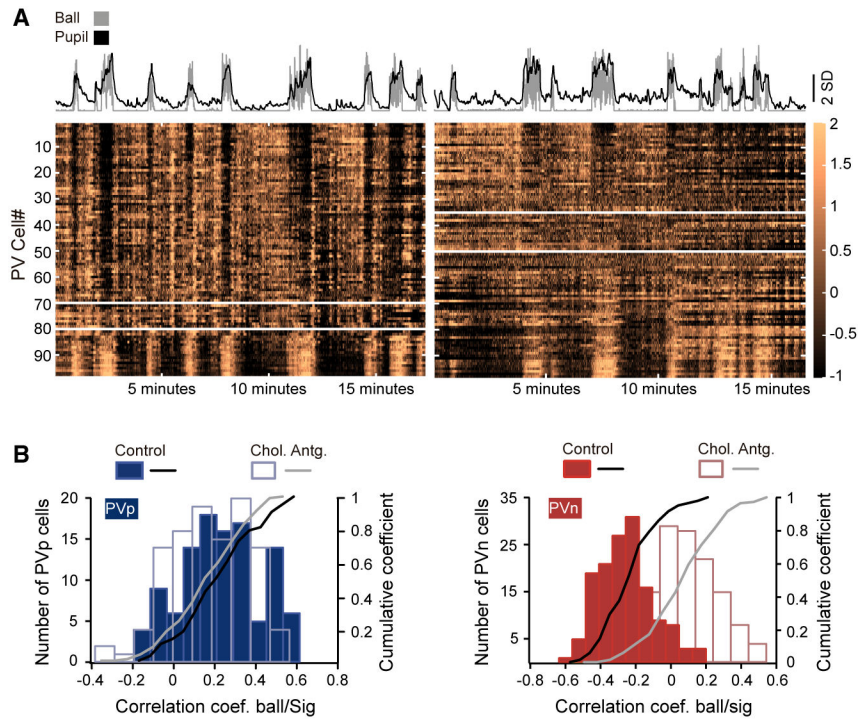 A
Ball
Pupil
2 SD
PV Cell#
10
20
30
40
50
60
70
80
90
5 minutes 10 minutes 15 minutes
5 minutes 10 minutes 15 minutes
2
1.5
1
0.5
0
-0.5
-1
B
Control Chol. Antg.
PVp
Number of PVp cells
20
15
10
5
0
Cumulative coefficient
1
0.8
0.6
0.4
0.2
-0.4 -0.2 0 0.2 0.4 0.6 0.8
Correlation coef. ball/Sig
Control Chol. Antg.
PVn
Number of PVn cells
35
25
15
5
Cumulative coefficient
1
0.8
0.6
0.4
0.2
0
-0.8 -0.6 -0.4 -0.2 0 0.2 0.4 0.6
Correlation coef. ball/sig